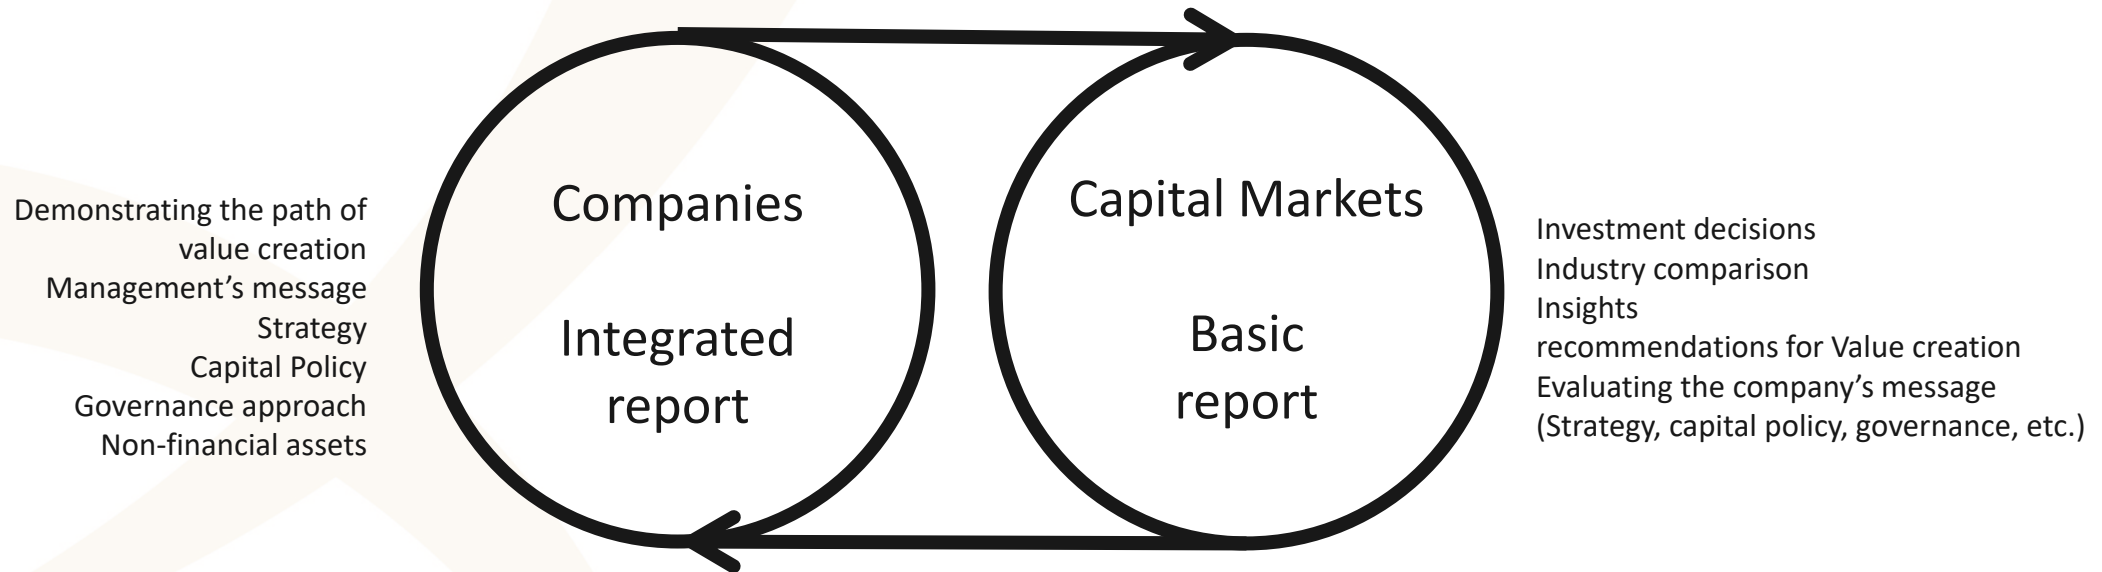 Demonstrating the path of
value creation
Management’s message
Strategy
Capital Policy
Governance approach
Non-financial assets
Companies
Integrated
report
Capital Markets
Basic
report
Investment decisions
Industry comparison
Insights
recommendations for Value creation
Evaluating the company’s message
(Strategy, capital policy, governance, etc.)